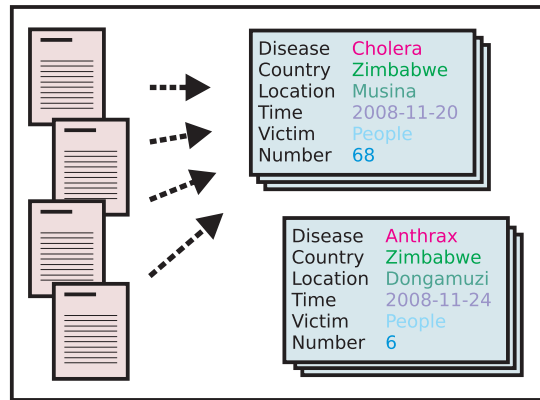 Disease Cholera
Country Zimbabwe
Location Musina
Time 2008-11-20
Victim People
Number 68
Disease Anthrax
Country Zimbabwe
Location Dongamuzi
Time 2008-11-24
Victim People
Number 6